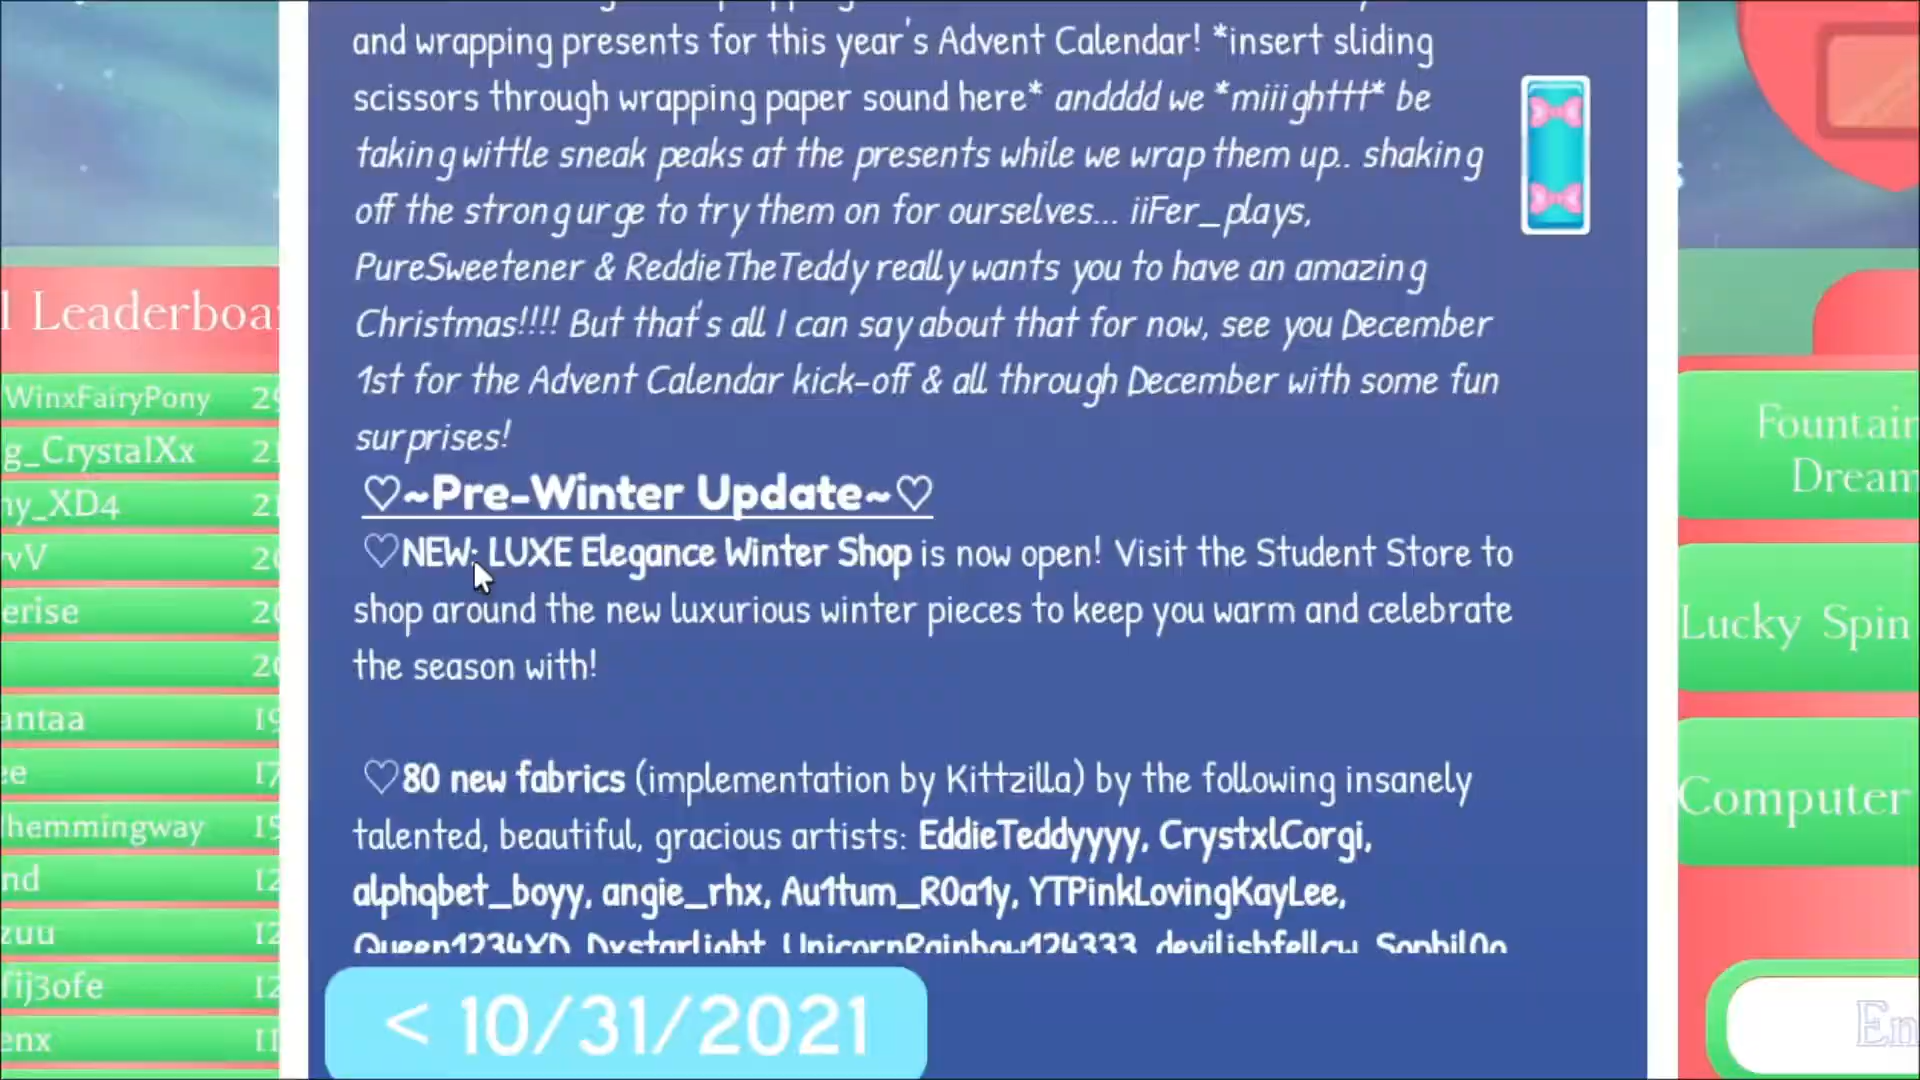 and wrapping presents for this year's Advent Calendar! *insert sliding
scissors through wrapping paper sound here* andddd we *miiighttt* be
taking wittle sneak peaks at the presents while we wrap them up.. shaking
off the strong urge to try them on for ourselves... iiFer_plays,
PureSweetener & ReddieTheTeddy really wants you to have an amazing
Christmas!!!! But that's all I can say about that for now, see you December
1st for the Advent Calendar kick-off & all through December with some fun
surprises!
♡~Pre-Winter Update~♡
♡NEW: LUXE Elegance Winter Shop is now open! Visit the Student Store to
shop around the new luxurious winter pieces to keep you warm and celebrate
the season with!
♡80 new fabrics (implementation by Kittzilla) by the following insanely
talented, beautiful, gracious artists: EddieTeddyyyy, CrystxlCorgi,
alphqbet_boyy, angie_rhx, Au1tum_R0a1y, YTPinkLovingKayLee,
Queen1234XD, Dxstarlight, UnicornRainbow124333, devilishfellcw,
< 10/31/2021
l Leaderboa
WinxFairyPony
g_CrystalXx
ny_XD4
vV
erise
antaa
ee
hemmingway
nd
zuu
fij3ofe
enx
Fountain
Dream
Lucky Spin
Computer
En